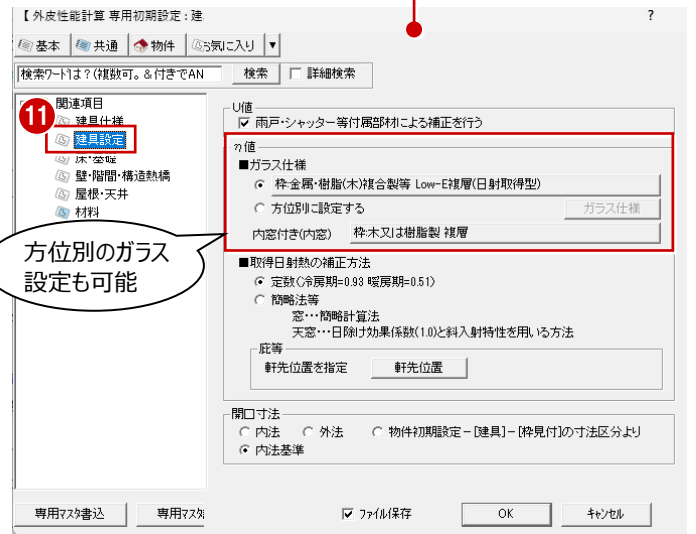 【 外皮性能計算 専用初期設定 : 建
?
基本 共通 物件 お気に入り ▼
検索ワードは？(複数可。&付きでAN 検索 詳細検索
関連項目
建具仕様
11
建具設定
床・基礎
壁・階間・構造熱橋
屋根・天井
材料
方位別のガラス
設定も可能
専用マスタ書込 専用マスタ
U値
雨戸・シャッター等付属部材による補正を行う
η値
■ガラス仕様
枠:金属・樹脂(木)複合製等 Low-E複層(日射取得型)
方位別に設定する ガラス仕様
内窓付き(内窓) 枠:木又は樹脂製 複層
■取得日射熱の補正方法
定数(冷房期=0.93 暖房期=0.51)
簡略法等
窓・・・簡略計算法
天窓・・・日除け効果係数(1.0)と斜入射特性を用いる方法
庇等
軒先位置を指定 軒先位置
開口寸法
内法 外法 物件初期設定－[建具]－[枠見付]の寸法区分より
内法基準
ファイル保存 OK キャンセル